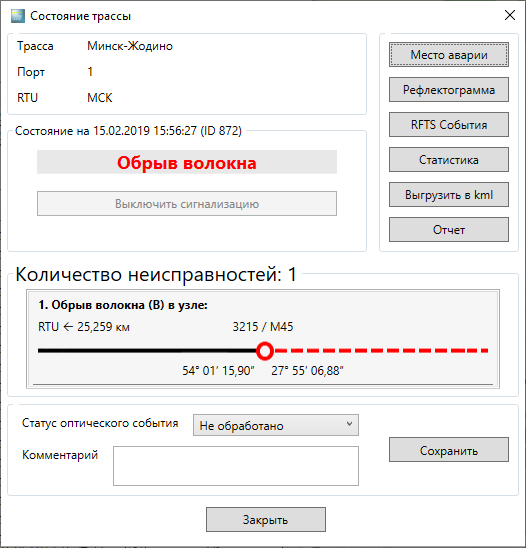 Состояние трассы
Трасса Минск-Жодино
Порт 1
RTU МСК
Состояние на 15.02.2019 15:56:27 (ID 872)
Обрыв волокна
Выключить сигнализацию
Место аварии
Рефлектограмма
RFTS События
Статистика
Выгрузить в kml
Отчет
Количество неисправностей: 1
1. Обрыв волокна (B) в узле:
RTU ← 25,259 км 3215 / M45
54° 01′ 15,90″ 27° 55′ 06,88″
Статус оптического события Не обработано
Комментарий
Сохранить
Закрыть